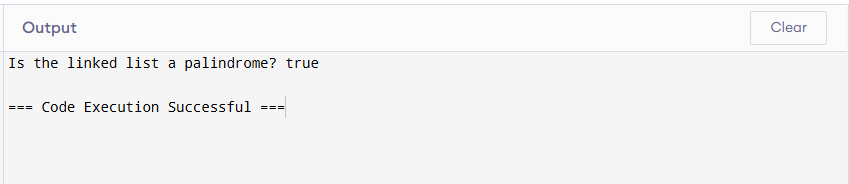 Output
Clear
Is the linked list a palindrome? true
=== Code Execution Successful ===